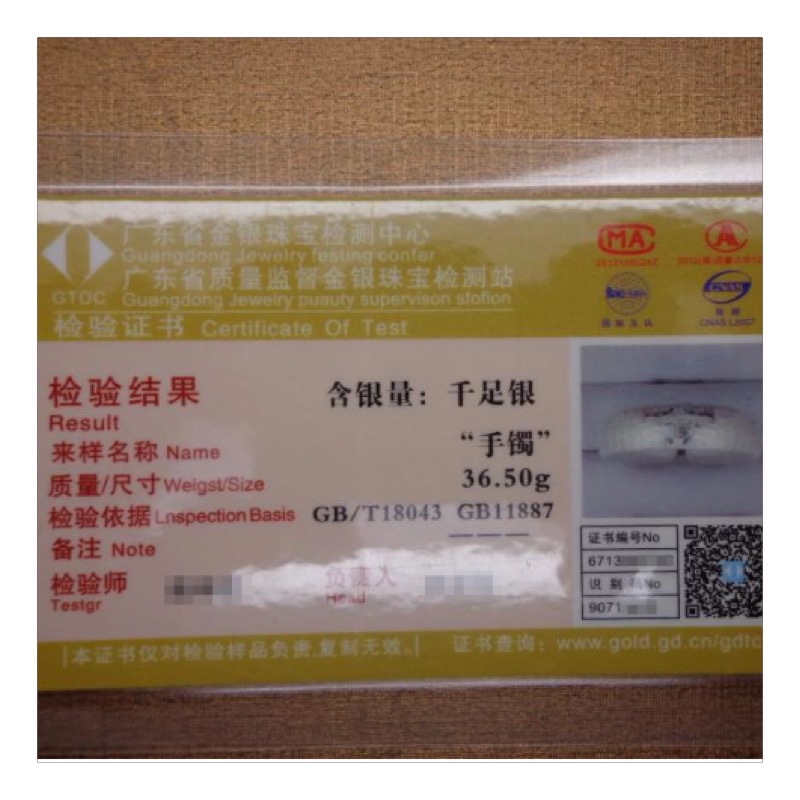 广东省金银珠宝检测中心
Guangdong Jewelry festing confer
广东省质量监督金银珠宝检测站
GTDC Guangdong Jewelry puauty supervison stofion
检验证书 Certificate Of Test
MA
检验结果
Result
含银量：千足银
来样名称 Name
“手镯”
质量/尺寸 Weigst/Size
36.50g
检验依据 Lnspection Basis GB/T18043 GB11887
备注 Note
———
检验师
Testgr
负责人
Head
证书编号No
6713
识别码No
9071
本证书仅对检验样品负责,复制无效。
证书查询：www.gold.gd.cn/gdtc